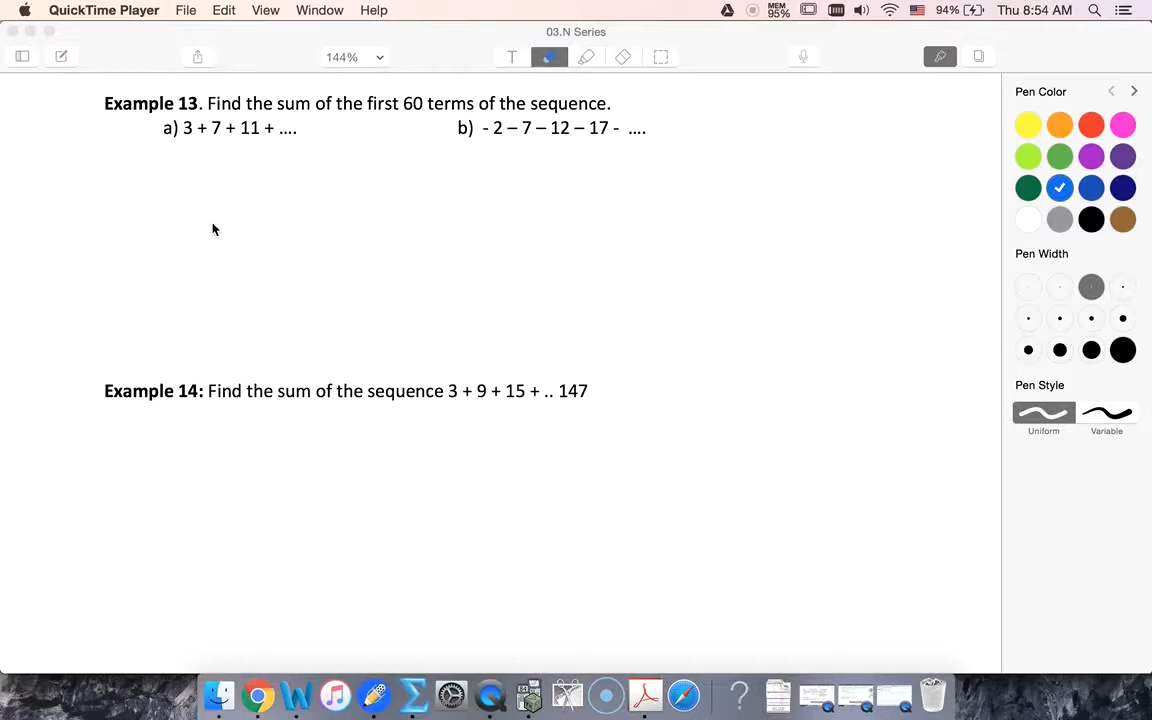 QuickTime Player File Edit View Window Help MEM 95% 94% Thu 8:54 AM
03.N Series
144% T
Example 13. Find the sum of the first 60 terms of the sequence.
a) 3 + 7 + 11 + .... b) - 2 – 7 – 12 – 17 - ....
Example 14: Find the sum of the sequence 3 + 9 + 15 + .. 147
Pen Color
Pen Width
Pen Style
Uniform Variable